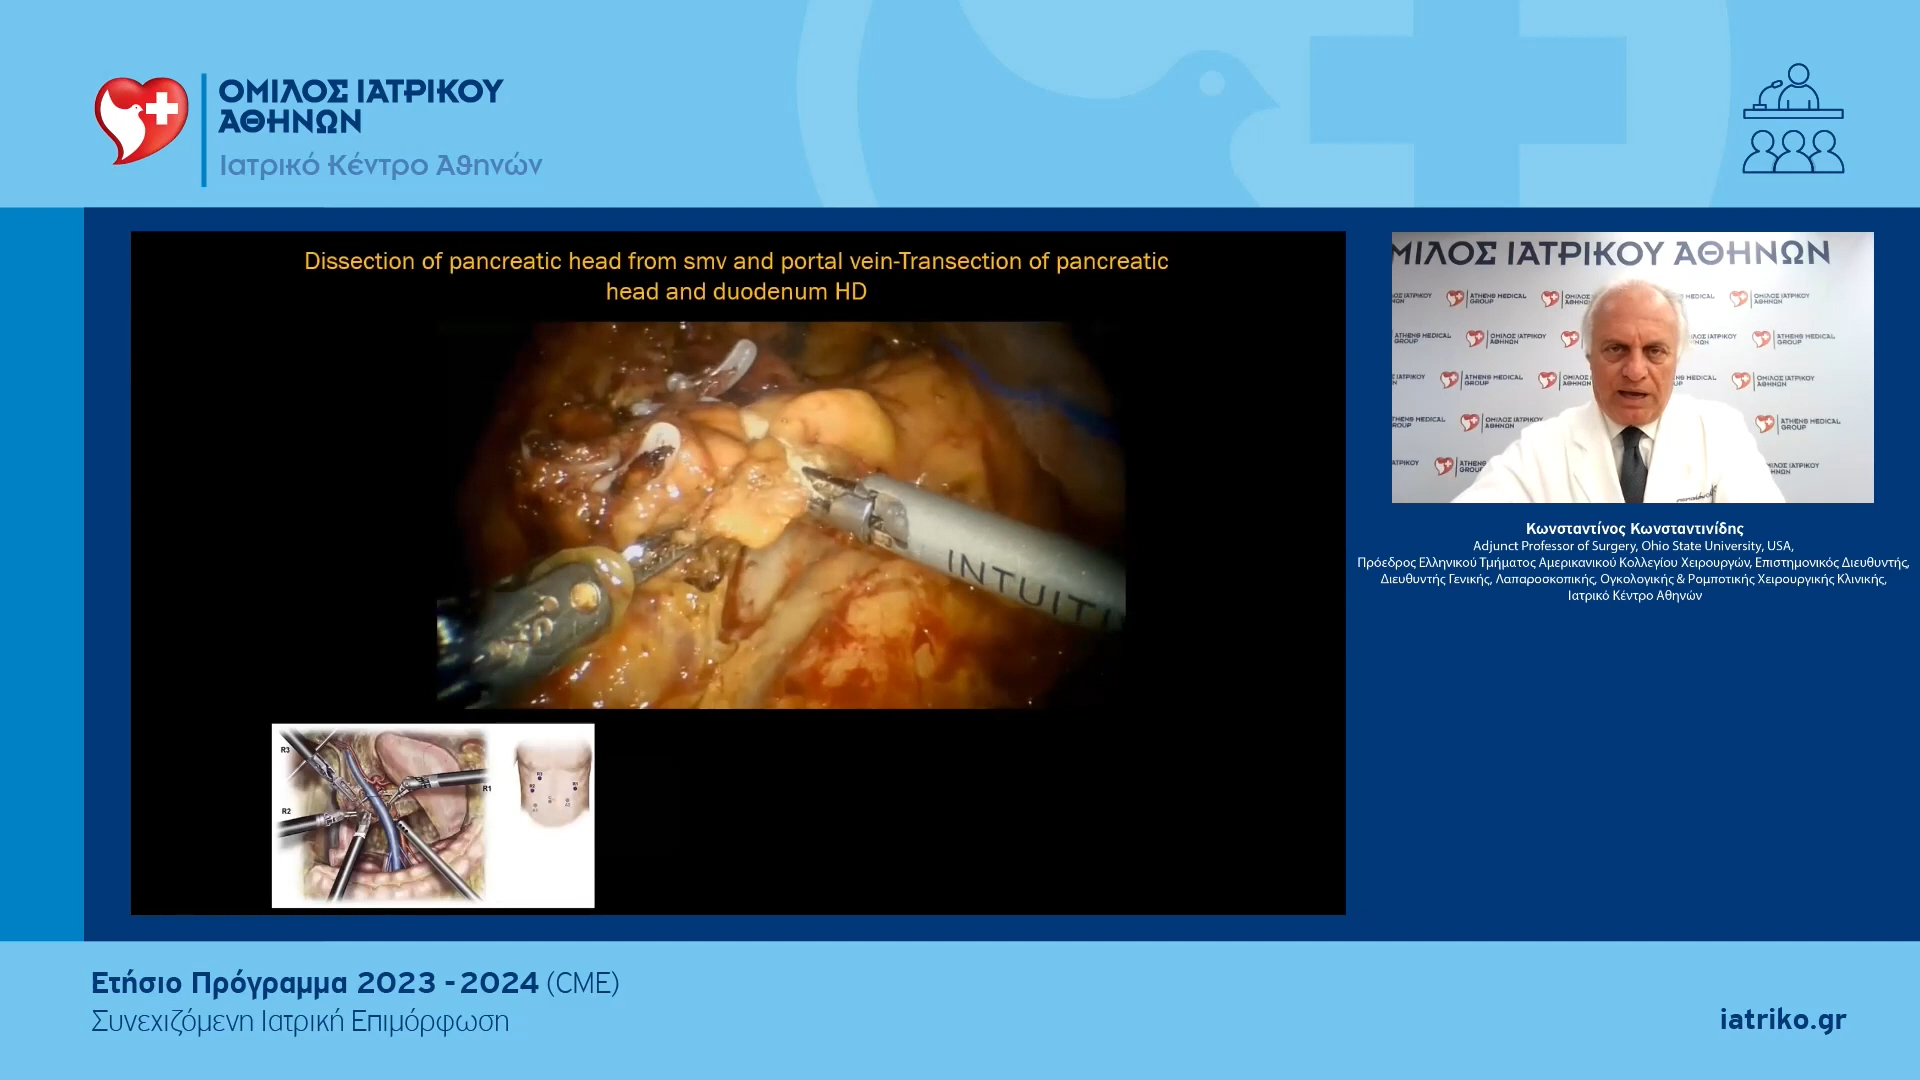 ΟΜΙΛΟΣ ΙΑΤΡΙΚΟΥ
ΑΘΗΝΩΝ
Ιατρικό Κέντρο Αθηνών
Dissection of pancreatic head from smv and portal vein-Transection of pancreatic
head and duodenum HD
INTUITI
R3
R1
R2
ΜΙΛΟΣ ΙΑΤΡΙΚΟΥ ΑΘΗΝΩΝ
ATHENS MEDICAL
GROUP
Κωνσταντίνος Κωνσταντινίδης
Adjunct Professor of Surgery, Ohio State University, USA,
Πρόεδρος Ελληνικού Τμήματος Αμερικανικού Κολλεγίου Χειρουργών, Επιστημονικός Διευθυντής,
Διευθυντής Γενικής, Λαπαροσκοπικής, Ογκολογικής & Ρομποτικής Χειρουργικής Κλινικής,
Ιατρικό Κέντρο Αθηνών
Ετήσιο Πρόγραμμα 2023 - 2024 (CME)
Συνεχιζόμενη Ιατρική Επιμόρφωση
iatriko.gr